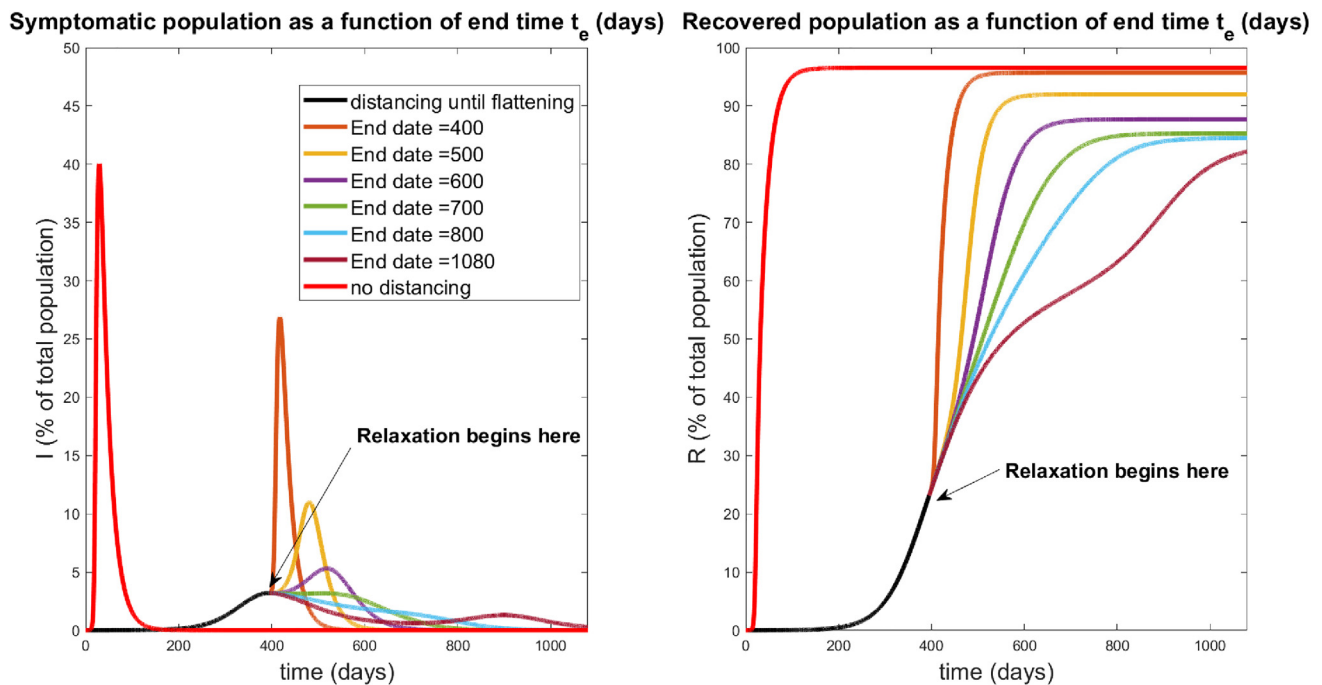 Symptomatic population as a function of end time t_e (days)
50
45
40
35
30
25
20
15
10
5
0
I (% of total population)
distancing until flattening
End date =400
End date =500
End date =600
End date =700
End date =800
End date =1080
no distancing
Relaxation begins here
0 200 400 600 800 1000
time (days)
Recovered population as a function of end time t_e (days)
100
90
80
70
60
50
40
30
20
10
0
R (% of total population)
Relaxation begins here
0 200 400 600 800 1000
time (days)